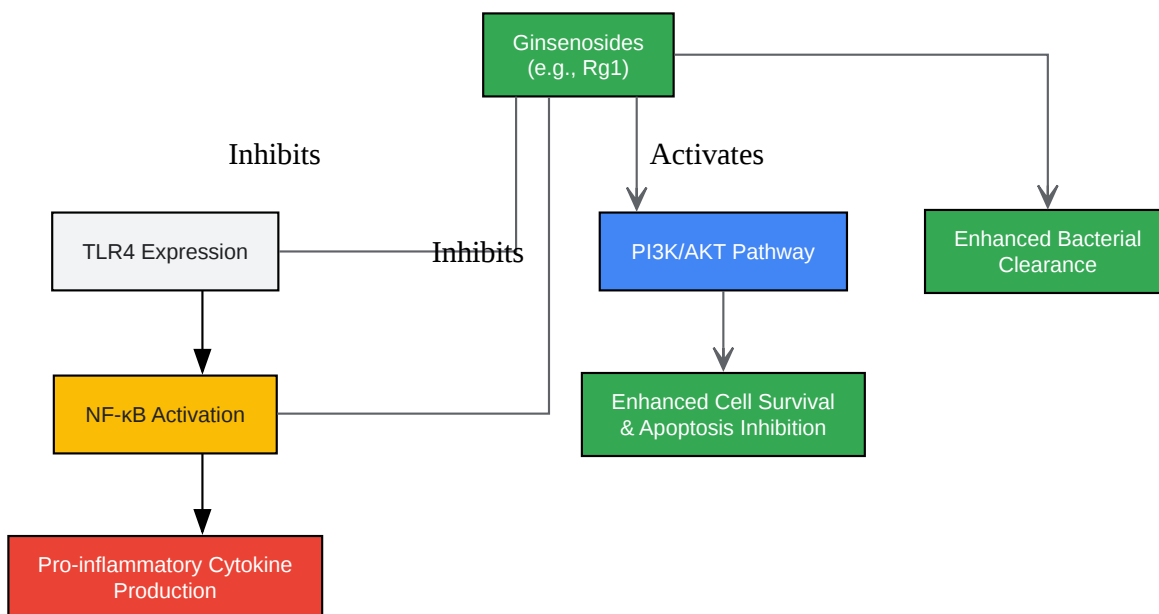 Ginsenosides
(e.g., Rg1)
Inhibits
Activates
TLR4 Expression
Inhibits
PI3K/AKT Pathway
Enhanced Bacterial
Clearance
NF-κB Activation
Enhanced Cell Survival
& Apoptosis Inhibition
Pro-inflammatory Cytokine
Production